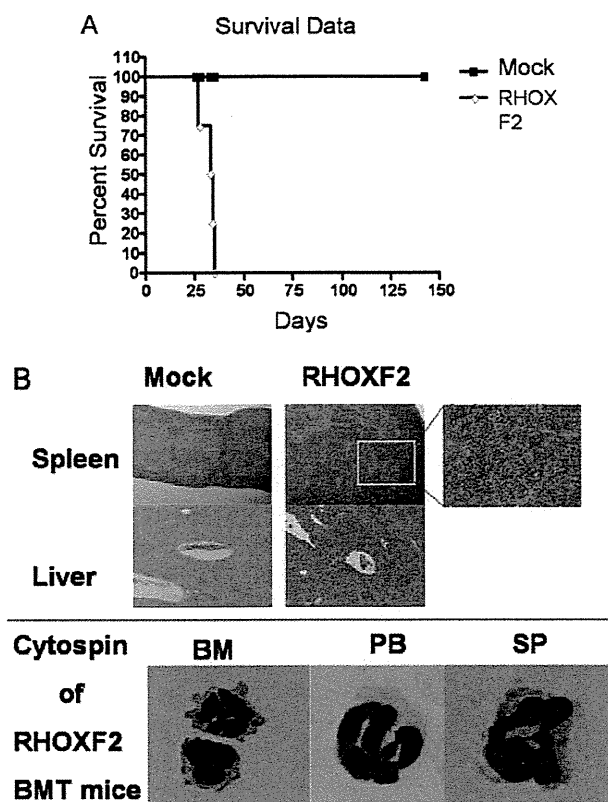 A
Survival Data
110
100
90
80
70
60
50
40
30
20
10
0
Percent Survival
0 25 50 75 100 125 150
Days
Mock
RHOX
F2
B
Mock RHOXF2
Spleen
Liver
Cytospin
of
RHOXF2
BMT mice
BM PB SP